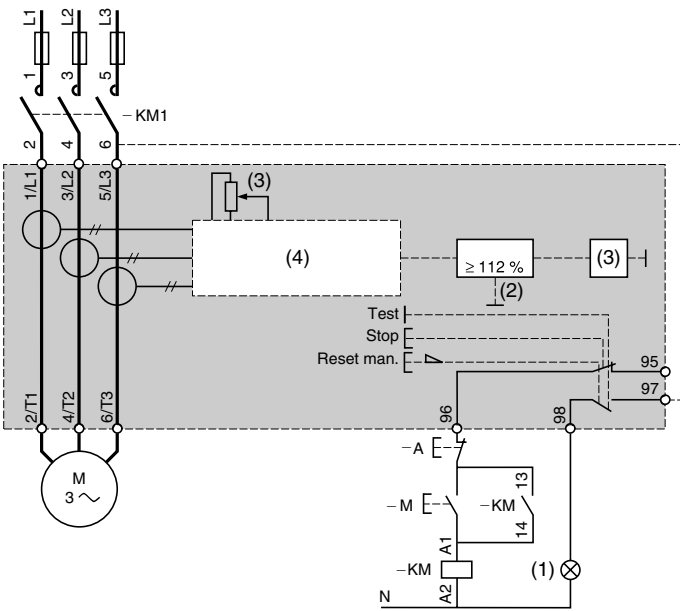 L1 L2 L3
1 3 5
–KM1
2 4 6
1/L1 3/L2 5/L3
(3)
(4)
≥ 112 %
(3)
(2)
Test
Stop
Reset man.
95
97
2/T1 4/T2 6/T3
96
98
–A
M
3
13
–M
–KM
14
A1
–KM
(1)
A2
N